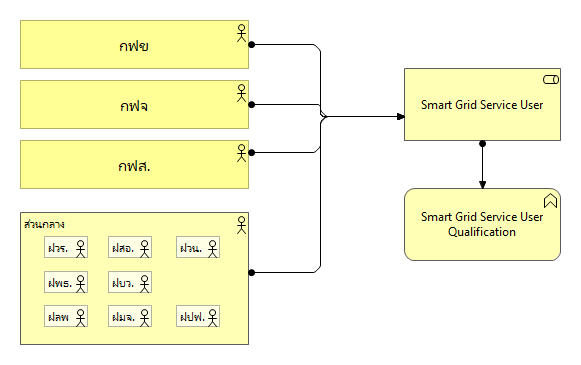 กฟข
กฟจ
กฟส.
Smart Grid Service User
Smart Grid Service User
Qualification
ส่วนกลาง
ฝวร. ฝสอ. ฝวน.
ฝพธ. ฝบว.
ฝลพ ฝมจ. ฝปฟ.